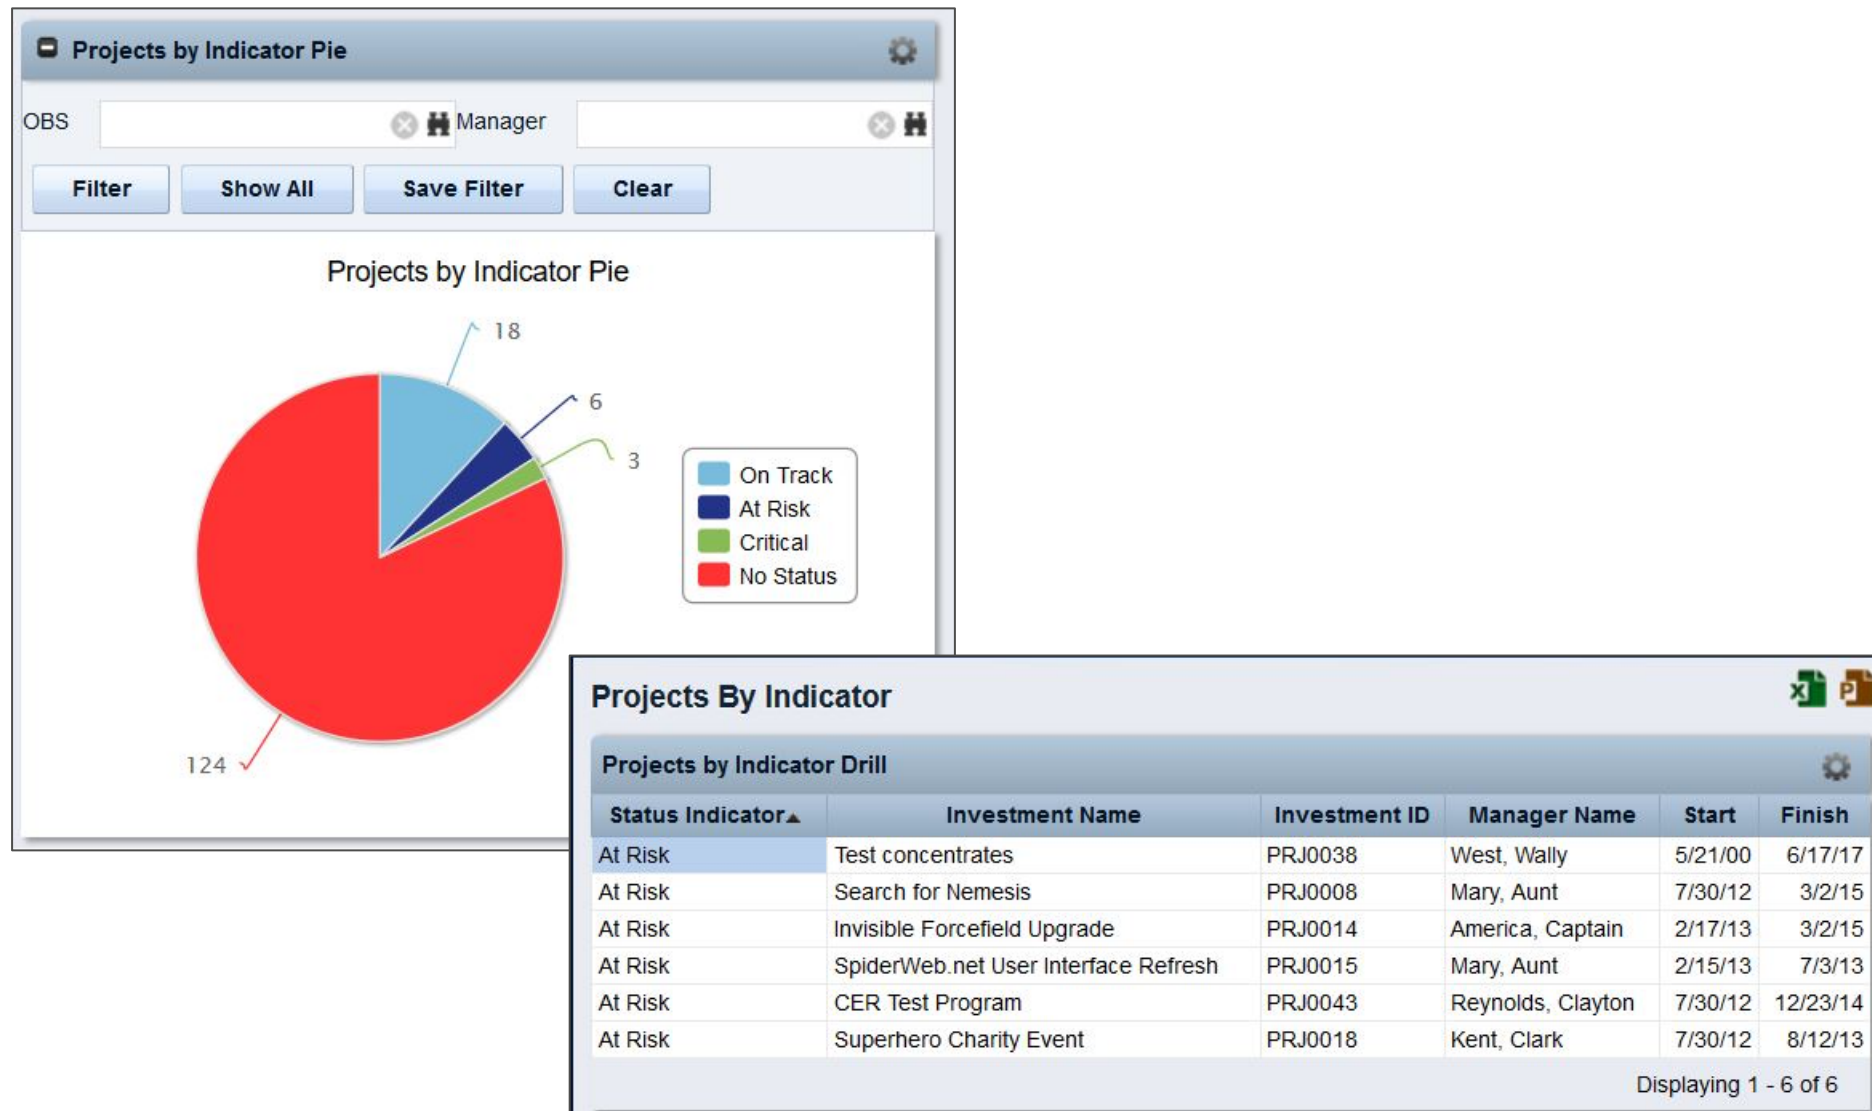 Projects by Indicator Pie
OBS Manager
Filter Show All Save Filter Clear
Projects by Indicator Pie
18
6
3
On Track
At Risk
Critical
No Status
124
Projects By Indicator
Projects by Indicator Drill
Status Indicator Investment Name Investment ID Manager Name Start Finish
At Risk Test concentrates PRJ0038 West, Wally 5/21/00 6/17/17
At Risk Search for Nemesis PRJ0008 Mary, Aunt 7/30/12 3/2/15
At Risk Invisible Forcefield Upgrade PRJ0014 America, Captain 2/17/13 3/2/15
At Risk SpiderWeb.net User Interface Refresh PRJ0015 Mary, Aunt 2/15/13 7/3/13
At Risk CER Test Program PRJ0043 Reynolds, Clayton 7/30/12 12/23/14
At Risk Superhero Charity Event PRJ0018 Kent, Clark 7/30/12 8/12/13
Displaying 1 - 6 of 6